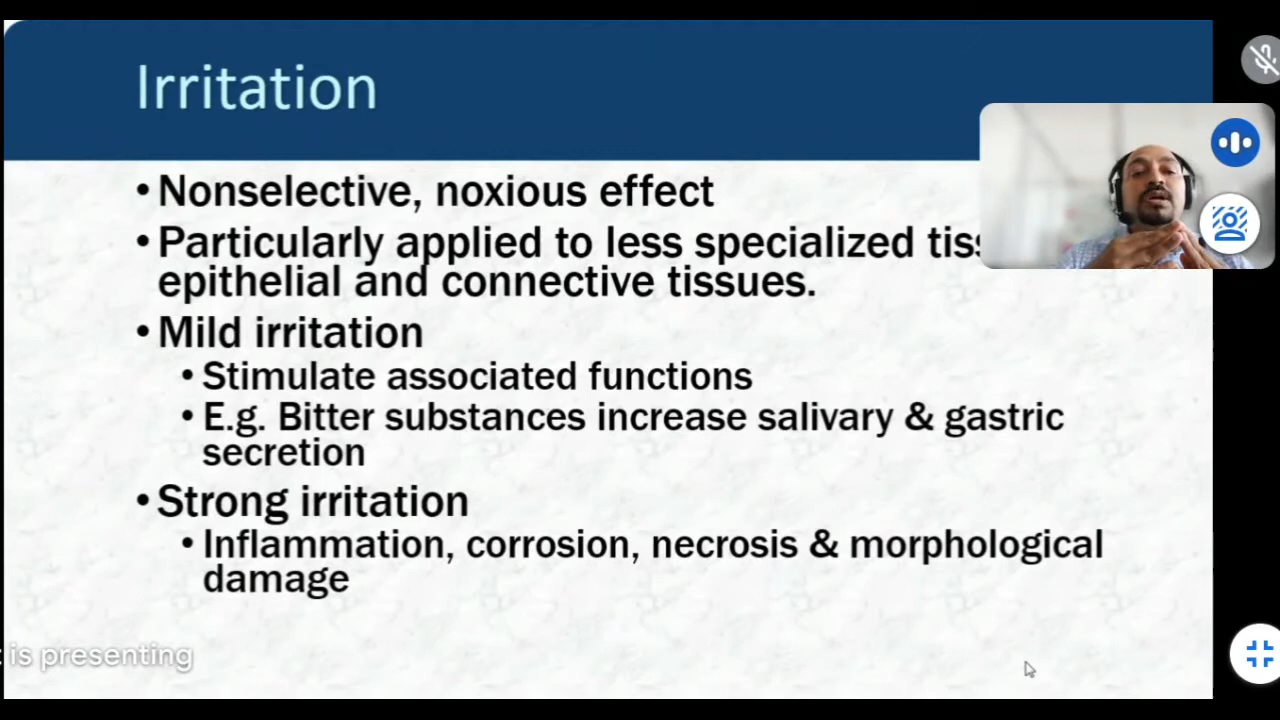 Irritation
• Nonselective, noxious effect
• Particularly applied to less specialized
epithelial and connective tissues.
• Mild irritation
• Stimulate associated functions
• E.g. Bitter substances increase salivary & gastric
secretion
• Strong irritation
• Inflammation, corrosion, necrosis & morphological
damage
is presenting